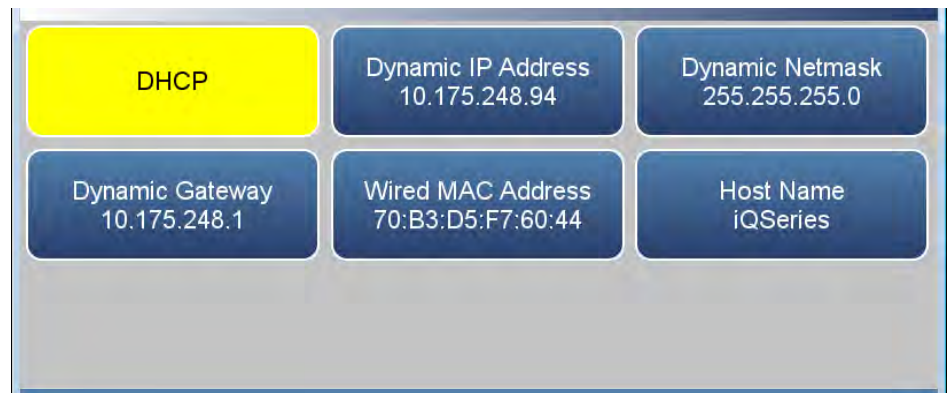 DHCP
Dynamic IP Address
10.175.248.94
Dynamic Netmask
255.255.255.0
Dynamic Gateway
10.175.248.1
Wired MAC Address
70:B3:D5:F7:60:44
Host Name
iQSeries